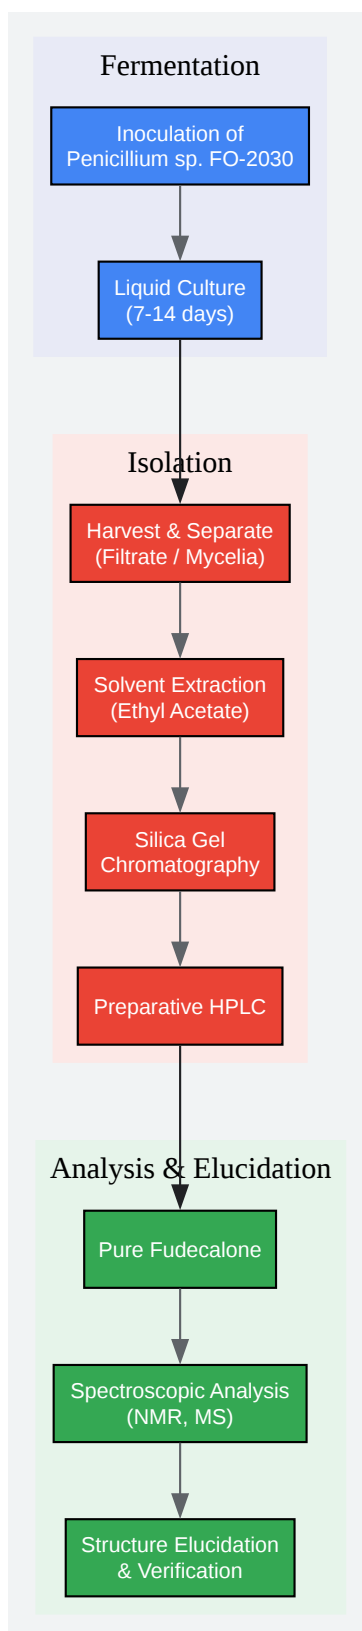 Fermentation
Inoculation of
Penicillium sp. FO-2030
Liquid Culture
(7-14 days)
Isolation
Harvest & Separate
(Filtrate / Mycelia)
Solvent Extraction
(Ethyl Acetate)
Silica Gel
Chromatography
Preparative HPLC
Analysis & Elucidation
Pure Fudecalone
Spectroscopic Analysis
(NMR, MS)
Structure Elucidation
& Verification